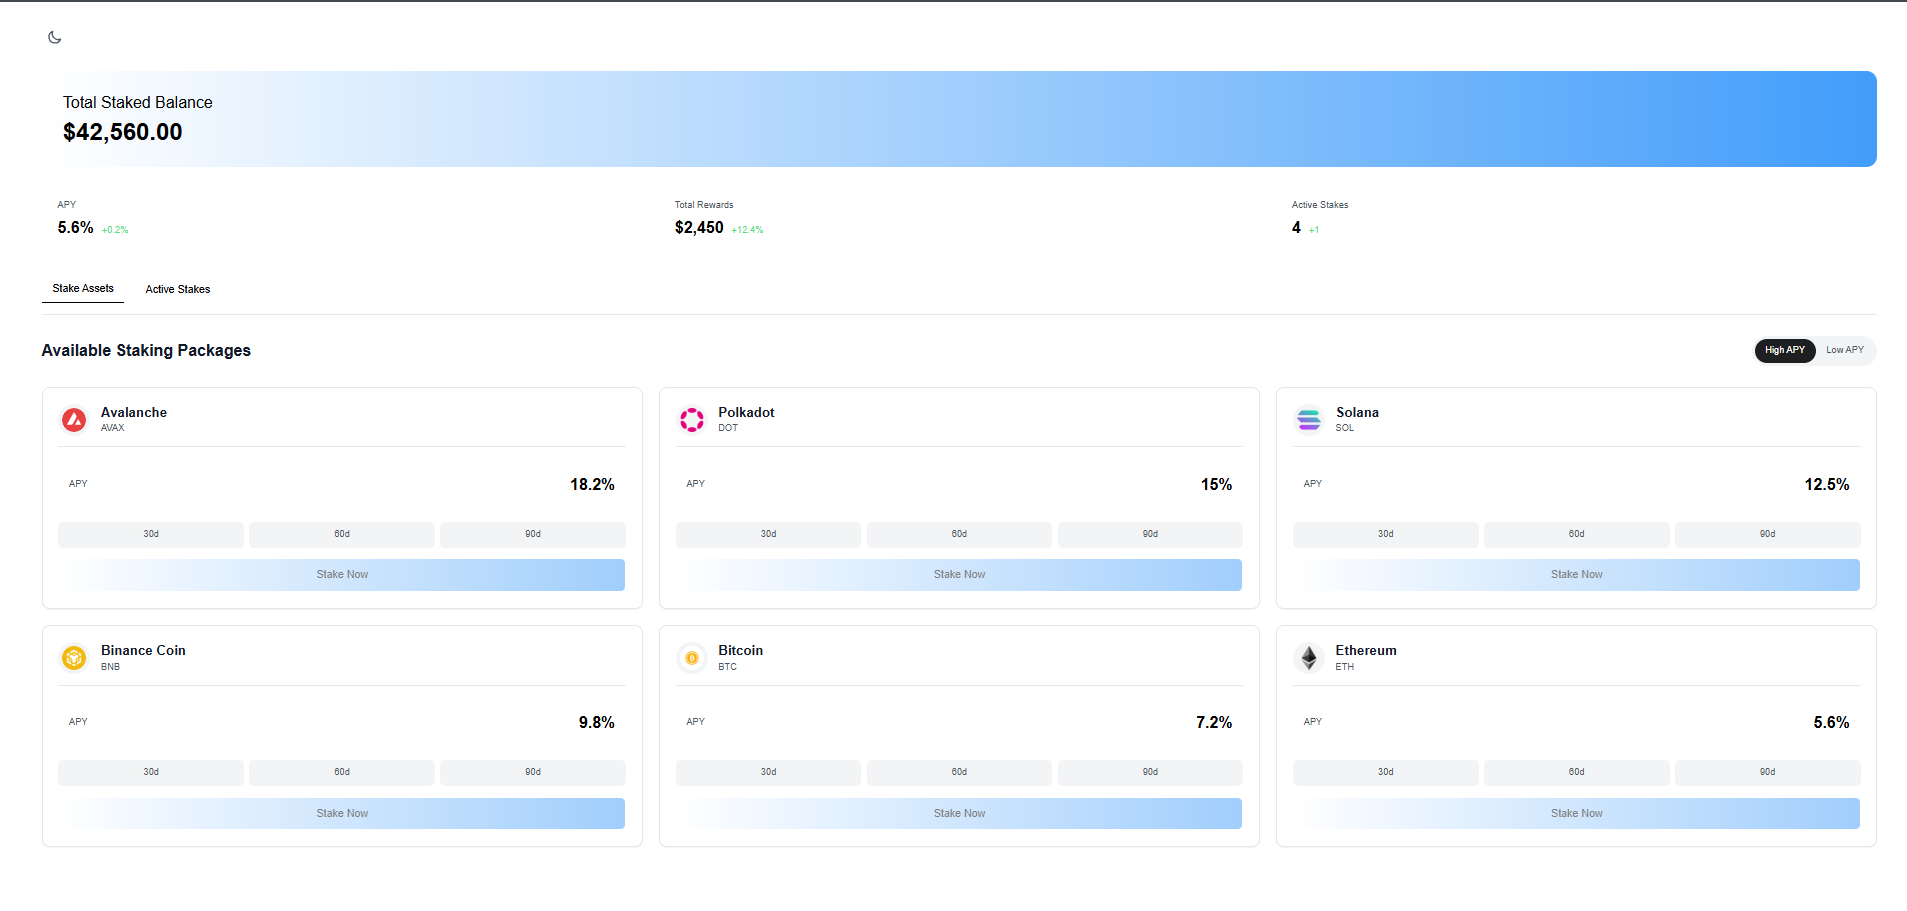 Total Staked Balance
$42,560.00
APY
5.6% +0.2%
Total Rewards
$2,450 +12.4%
Active Stakes
4 +1
Stake Assets Active Stakes
Available Staking Packages
High APY Low APY
Avalanche
AVAX
APY 18.2%
30d 60d 90d
Stake Now
Polkadot
DOT
APY 15%
30d 60d 90d
Stake Now
Solana
SOL
APY 12.5%
30d 60d 90d
Stake Now
Binance Coin
BNB
APY 9.8%
30d 60d 90d
Stake Now
Bitcoin
BTC
APY 7.2%
30d 60d 90d
Stake Now
Ethereum
ETH
APY 5.6%
30d 60d 90d
Stake Now